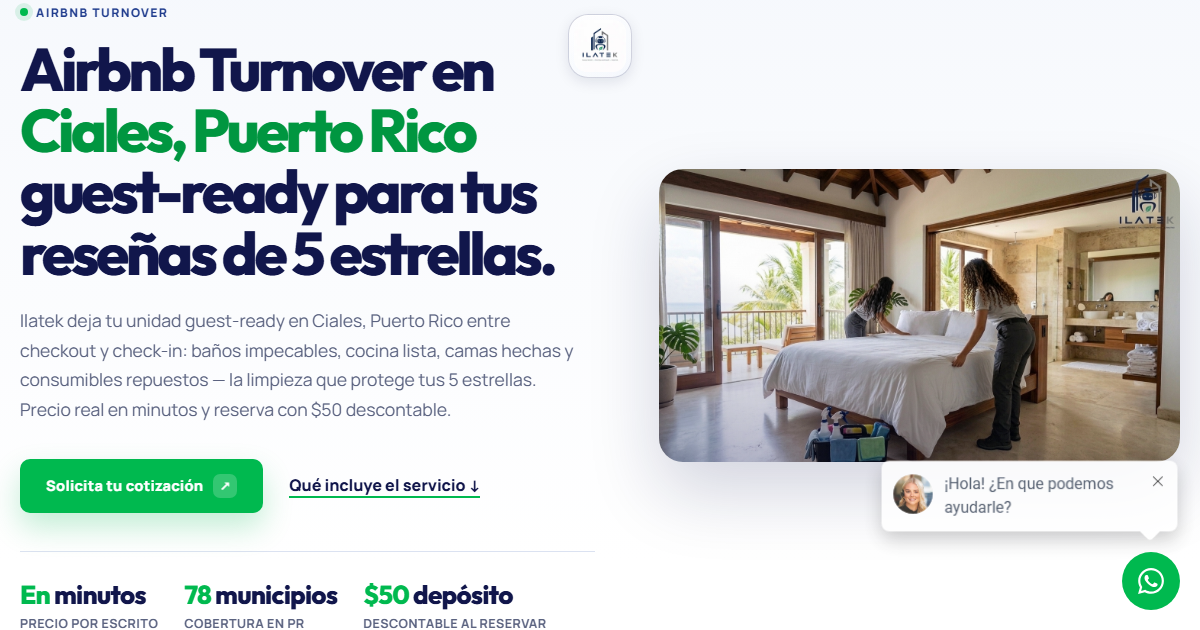 AIRBNB TURNOVER
ILATEK
Airbnb Turnover en
Ciales, Puerto Rico
guest-ready para tus
reseñas de 5 estrellas.
Ilatek deja tu unidad guest-ready en Ciales, Puerto Rico entre
checkout y check-in: baños impecables, cocina lista, camas hechas y
consumibles repuestos — la limpieza que protege tus 5 estrellas.
Precio real en minutos y reserva con $50 descontable.
Solicita tu cotización ↗
Qué incluye el servicio ↓
En minutos
PRECIO POR ESCRITO
78 municipios
COBERTURA EN PR
$50 depósito
DESCONTABLE AL RESERVAR
ILATEK
¡Hola! ¿En que podemos
ayudarle?